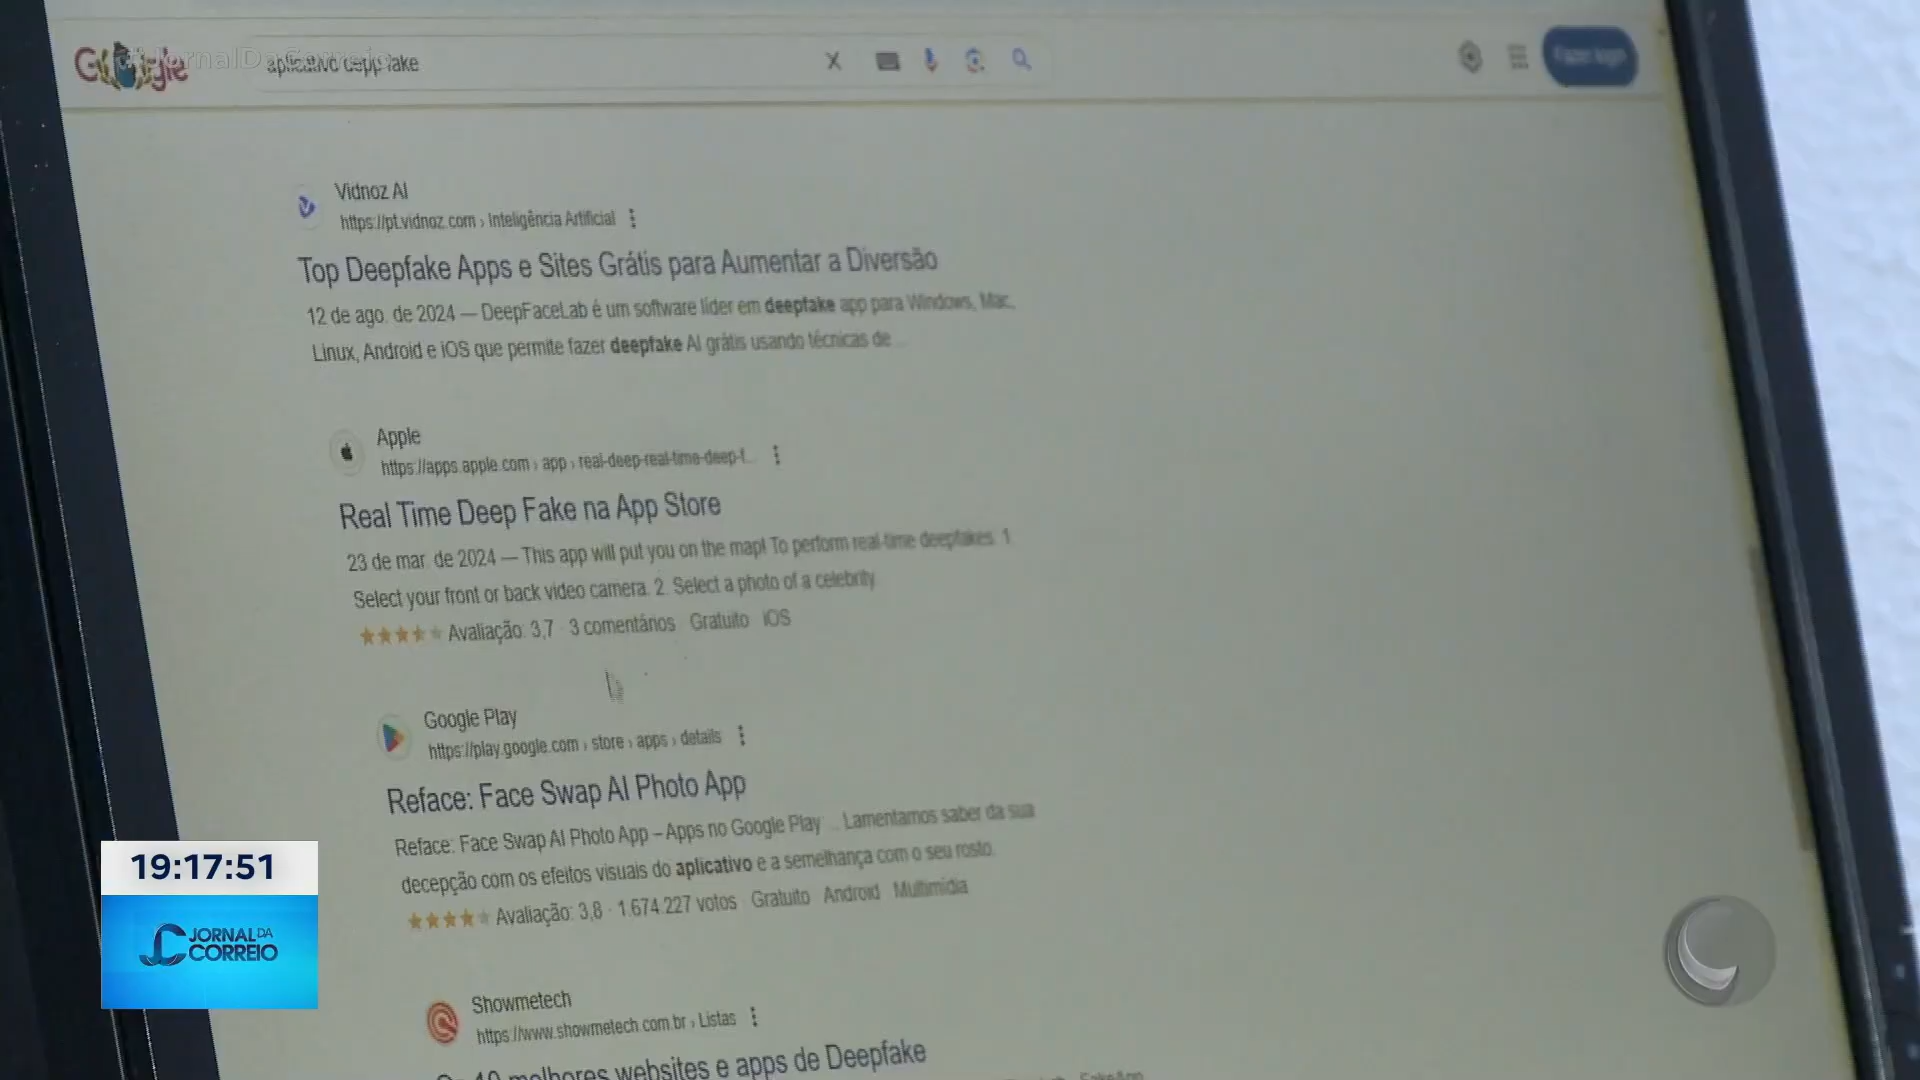 Google
#JornalDaCorreio
aplicativo depp fake
Fazer login
Vidnoz AI
https://pt.vidnoz.com › Inteligência Artificial
Top Deepfake Apps e Sites Grátis para Aumentar a Diversão
12 de ago. de 2024 — DeepFaceLab é um software líder em deepfake app para Windows, Mac,
Linux, Android e iOS que permite fazer deepfake AI grátis usando técnicas de ...
Apple
https://apps.apple.com › app › real-deep-real-time-deep-f...
Real Time Deep Fake na App Store
23 de mar. de 2024 — This app will put you on the map! To perform real-time deepfakes. 1.
Select your front or back video camera. 2. Select a photo of a celebrity
Avaliação: 3,7 · 3 comentários · Gratuito · iOS
Google Play
https://play.google.com › store › apps › details
Reface: Face Swap AI Photo App
Reface: Face Swap AI Photo App – Apps no Google Play ... Lamentamos saber da sua
decepção com os efeitos visuais do aplicativo e a semelhança com o seu rosto.
Avaliação: 3,8 · 1.674.227 votos · Gratuito · Android · Multimídia
Showmetech
https://www.showmetech.com.br › Listas
Os 10 melhores websites e apps de Deepfake
FakeApp
19:17:51
JORNAL DA
CORREIO